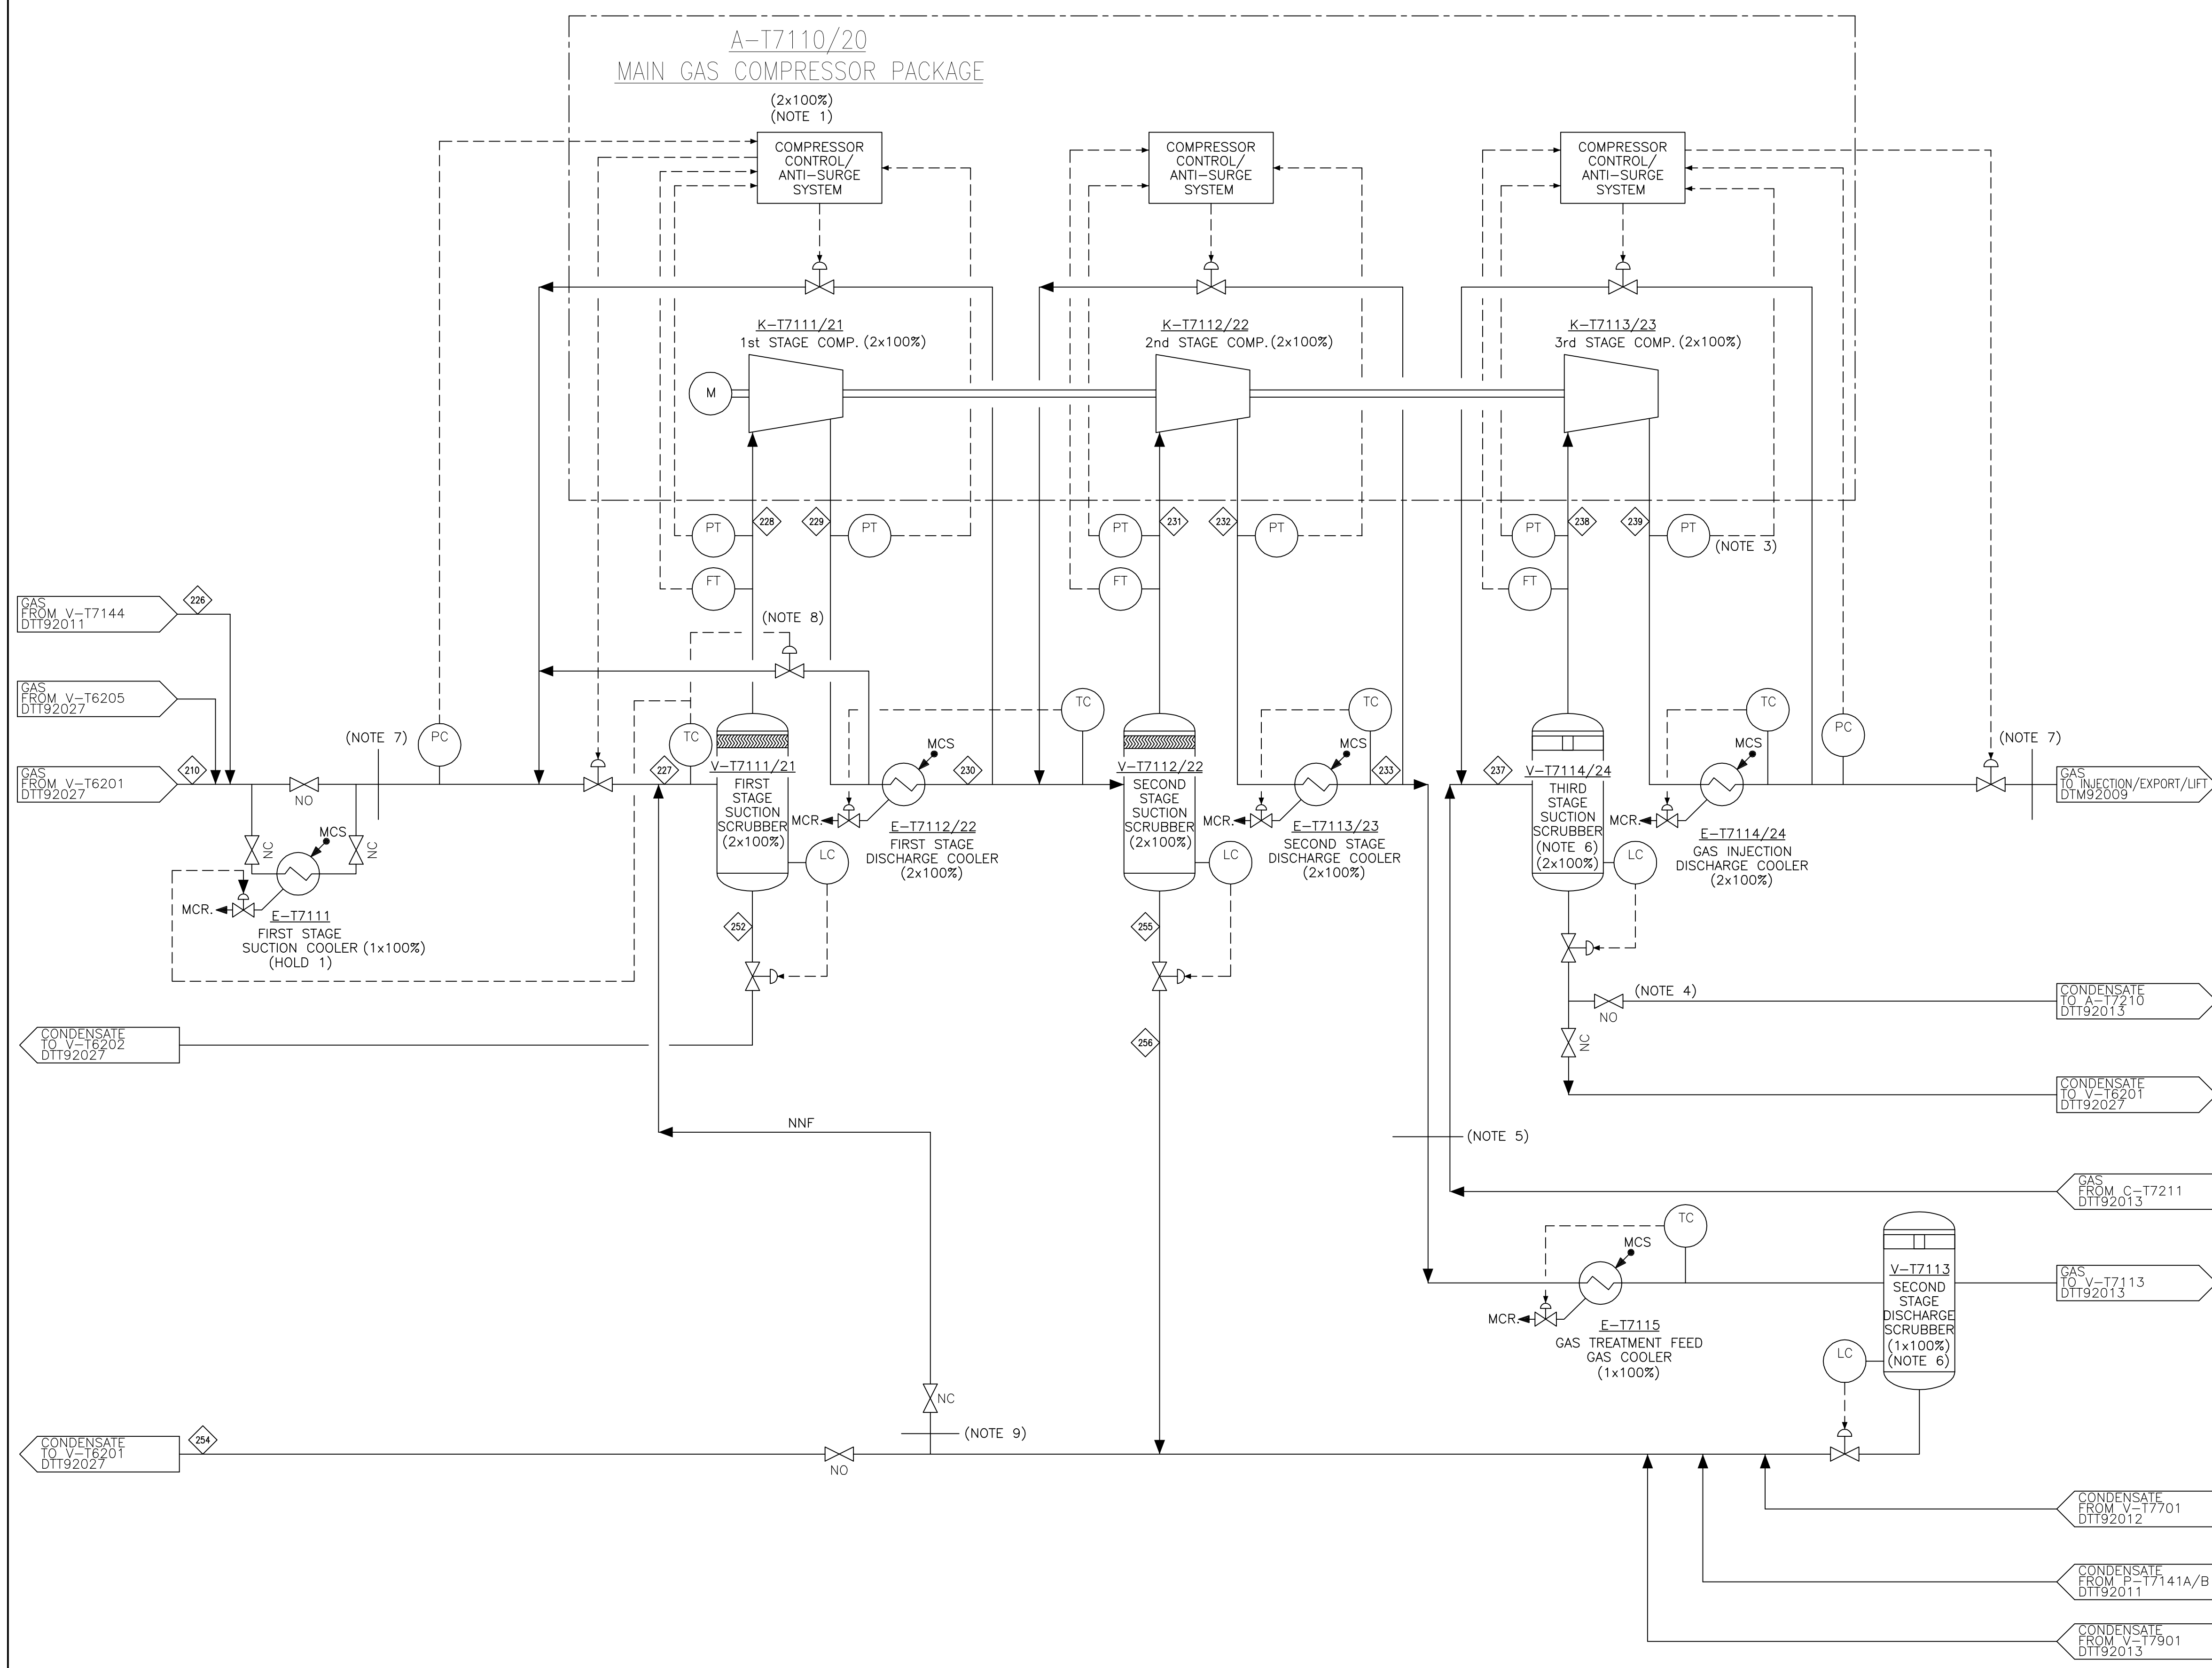 A-T7110/20
MAIN GAS COMPRESSOR PACKAGE
(2x100%)
(NOTE 1)
COMPRESSOR
CONTROL/
ANTI-SURGE
SYSTEM
COMPRESSOR
CONTROL/
ANTI-SURGE
SYSTEM
COMPRESSOR
CONTROL/
ANTI-SURGE
SYSTEM
K-T7111/21
1st STAGE COMP. (2x100%)
K-T7112/22
2nd STAGE COMP. (2x100%)
K-T7113/23
3rd STAGE COMP. (2x100%)
M
PT
228
229
PT
PT
231
232
PT
PT
238
239
PT
(NOTE 3)
FT
FT
FT
GAS
FROM V-T7144
DTT92011
226
(NOTE 8)
GAS
FROM V-T6205
DTT92027
GAS
FROM V-T6201
DTT92027
210
NO
(NOTE 7)
PC
227
TC
V-T7111/21
FIRST
STAGE
SUCTION
SCRUBBER
(2x100%)
MCS
230
MCR.
E-T7112/22
FIRST STAGE
DISCHARGE COOLER
(2x100%)
TC
V-T7112/22
SECOND
STAGE
SUCTION
SCRUBBER
(2x100%)
TC
MCS
233
MCR.
E-T7113/23
SECOND STAGE
DISCHARGE COOLER
(2x100%)
237
V-T7114/24
THIRD
STAGE
SUCTION
SCRUBBER
(NOTE 6)
(2x100%)
TC
MCS
MCR.
E-T7114/24
GAS INJECTION
DISCHARGE COOLER
(2x100%)
PC
(NOTE 7)
GAS
TO INJECTION/EXPORT/LIFT
DTM92009
NC
MCS
NC
MCR.
E-T7111
FIRST STAGE
SUCTION COOLER (1x100%)
(HOLD 1)
LC
LC
LC
252
255
CONDENSATE
TO V-T6202
DTT92027
256
(NOTE 4)
NO
CONDENSATE
TO A-T7210
DTT92013
NC
CONDENSATE
TO V-T6201
DTT92027
NNF
(NOTE 5)
GAS
FROM C-T7211
DTT92013
TC
MCS
MCR.
E-T7115
GAS TREATMENT FEED
GAS COOLER
(1x100%)
V-T7113
SECOND
STAGE
DISCHARGE
SCRUBBER
(1x100%)
(NOTE 6)
GAS
TO V-T7113
DTT92013
LC
NC
(NOTE 9)
CONDENSATE
TO V-T6201
DTT92027
254
NO
CONDENSATE
FROM V-T7701
DTT92012
CONDENSATE
FROM P-T7141A/B
DTT92011
CONDENSATE
FROM V-T7901
DTT92013